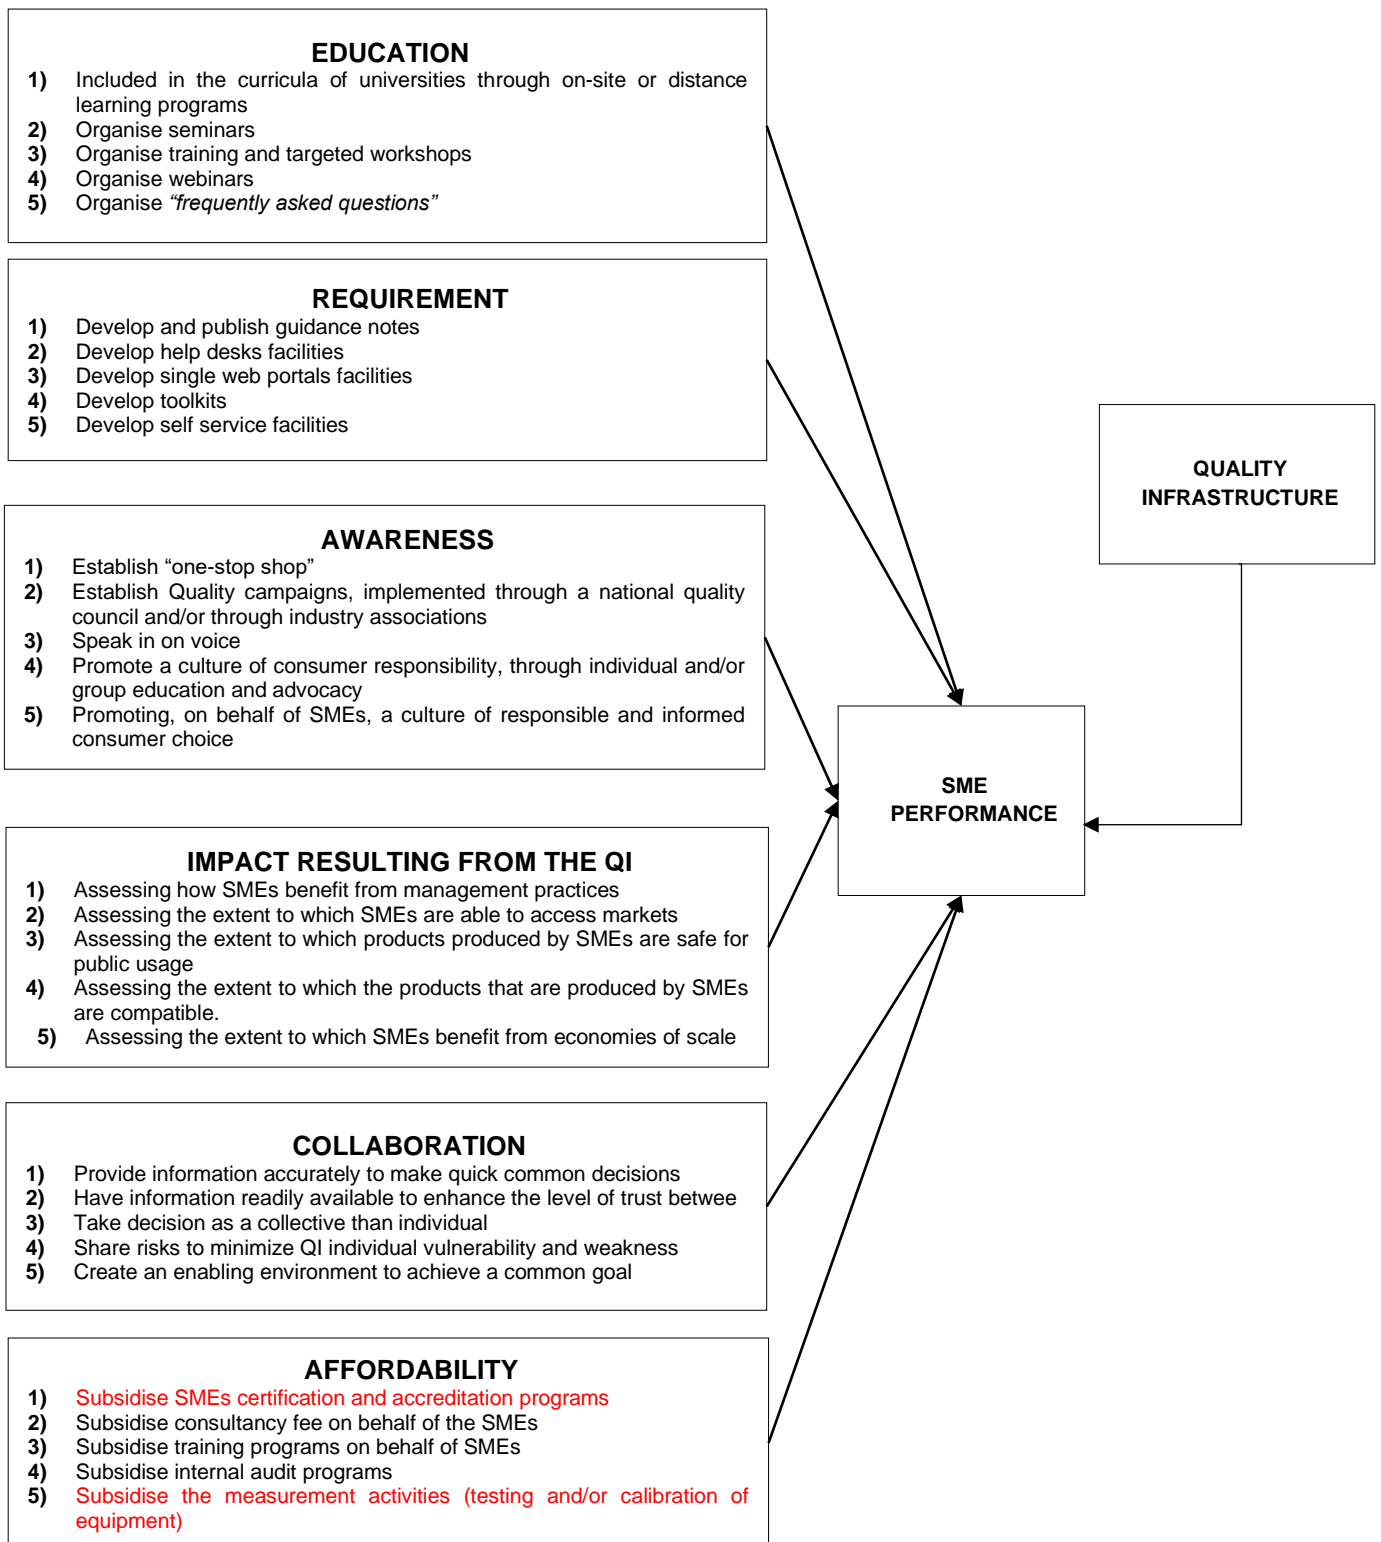 EDUCATION
1) Included in the curricula of universities through on-site or distance
learning programs
2) Organise seminars
3) Organise training and targeted workshops
4) Organise webinars
5) Organise “frequently asked questions”
REQUIREMENT
1) Develop and publish guidance notes
2) Develop help desks facilities
3) Develop single web portals facilities
4) Develop toolkits
5) Develop self service facilities
QUALITY
INFRASTRUCTURE
AWARENESS
1) Establish “one-stop shop”
2) Establish Quality campaigns, implemented through a national quality
council and/or through industry associations
3) Speak in on voice
4) Promote a culture of consumer responsibility, through individual and/or
group education and advocacy
5) Promoting, on behalf of SMEs, a culture of responsible and informed
consumer choice
SME
PERFORMANCE
IMPACT RESULTING FROM THE QI
1) Assessing how SMEs benefit from management practices
2) Assessing the extent to which SMEs are able to access markets
3) Assessing the extent to which products produced by SMEs are safe for
public usage
4) Assessing the extent to which the products that are produced by SMEs
are compatible.
5) Assessing the extent to which SMEs benefit from economies of scale
COLLABORATION
1) Provide information accurately to make quick common decisions
2) Have information readily available to enhance the level of trust betwee
3) Take decision as a collective than individual
4) Share risks to minimize QI individual vulnerability and weakness
5) Create an enabling environment to achieve a common goal
AFFORDABILITY
1) Subsidise SMEs certification and accreditation programs
2) Subsidise consultancy fee on behalf of the SMEs
3) Subsidise training programs on behalf of SMEs
4) Subsidise internal audit programs
5) Subsidise the measurement activities (testing and/or calibration of
equipment)